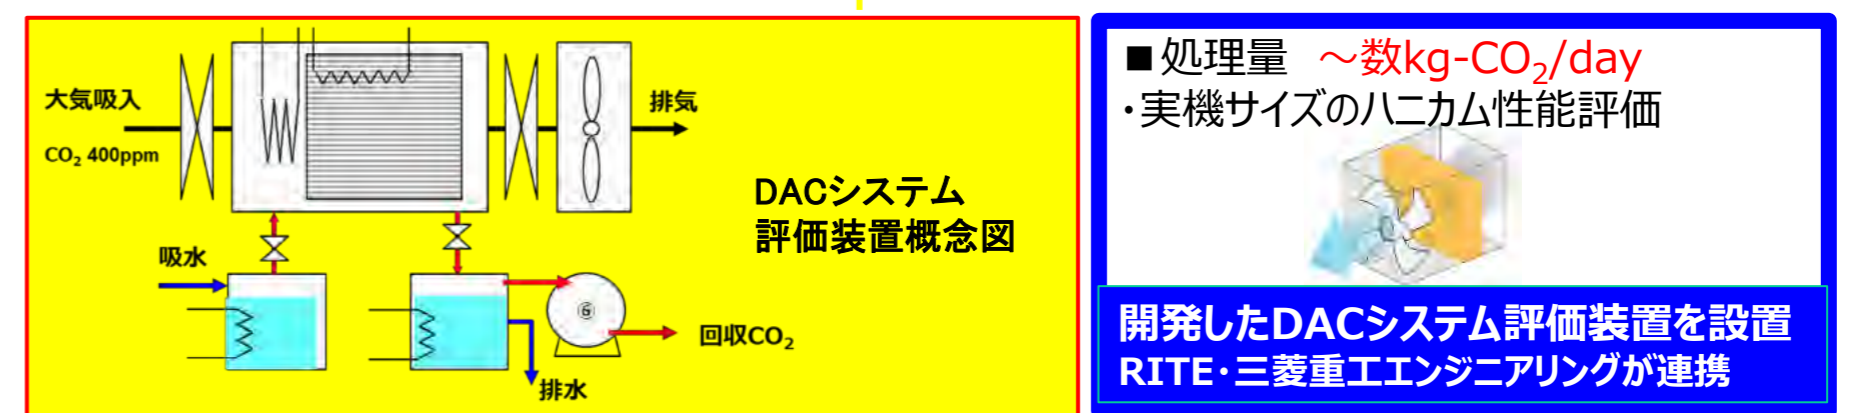 大気吸入
CO₂ 400ppm
排気
DACシステム
評価装置概念図
吸水
回収CO₂
排水
■処理量 ～数kg-CO₂/day
・実機サイズのハニカム性能評価
開発したDACシステム評価装置を設置
RITE・三菱重工エンジニアリングが連携